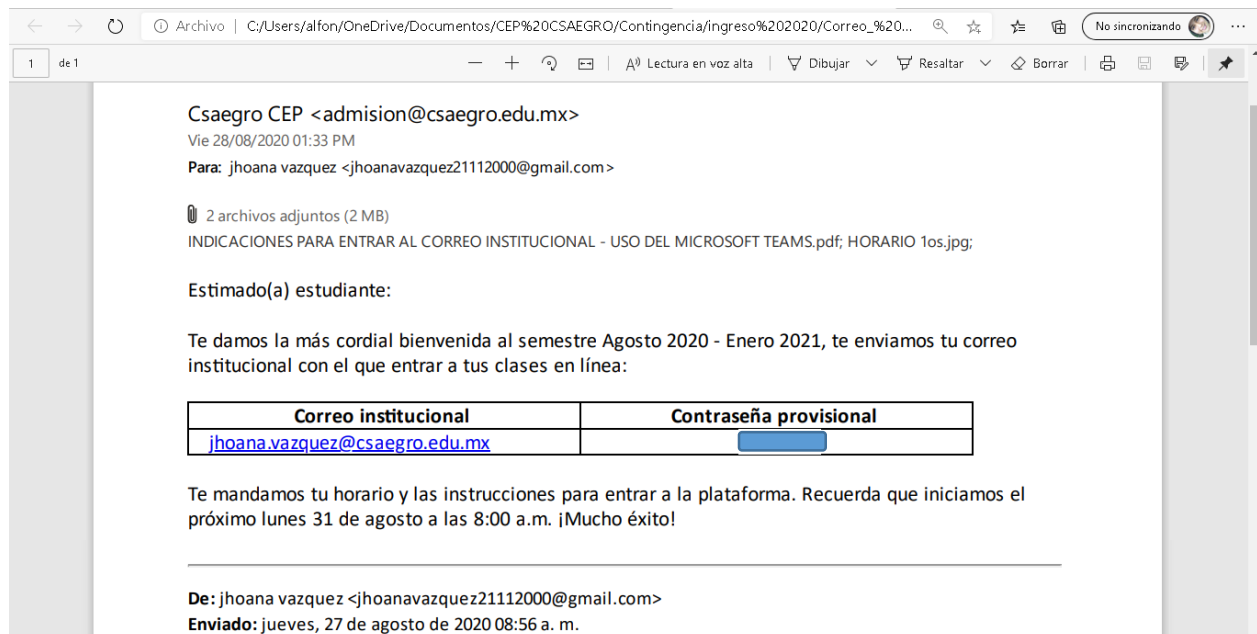 Archivo | C:/Users/alfon/OneDrive/Documentos/CEP%20CSAEGRO/Contingencia/ingreso%202020/Correo_%20... No sincronizando
1 de 1 Lectura en voz alta Dibujar Resaltar Borrar
Csaegro CEP <admision@csaegro.edu.mx>
Vie 28/08/2020 01:33 PM
Para: jhoana vazquez <jhoanavazquez21112000@gmail.com>
2 archivos adjuntos (2 MB)
INDICACIONES PARA ENTRAR AL CORREO INSTITUCIONAL - USO DEL MICROSOFT TEAMS.pdf; HORARIO 1os.jpg;
Estimado(a) estudiante:
Te damos la más cordial bienvenida al semestre Agosto 2020 - Enero 2021, te enviamos tu correo
institucional con el que entrar a tus clases en línea:
Correo institucional Contraseña provisional
jhoana.vazquez@csaegro.edu.mx
Te mandamos tu horario y las instrucciones para entrar a la plataforma. Recuerda que iniciamos el
próximo lunes 31 de agosto a las 8:00 a.m. ¡Mucho éxito!
De: jhoana vazquez <jhoanavazquez21112000@gmail.com>
Enviado: jueves, 27 de agosto de 2020 08:56 a. m.